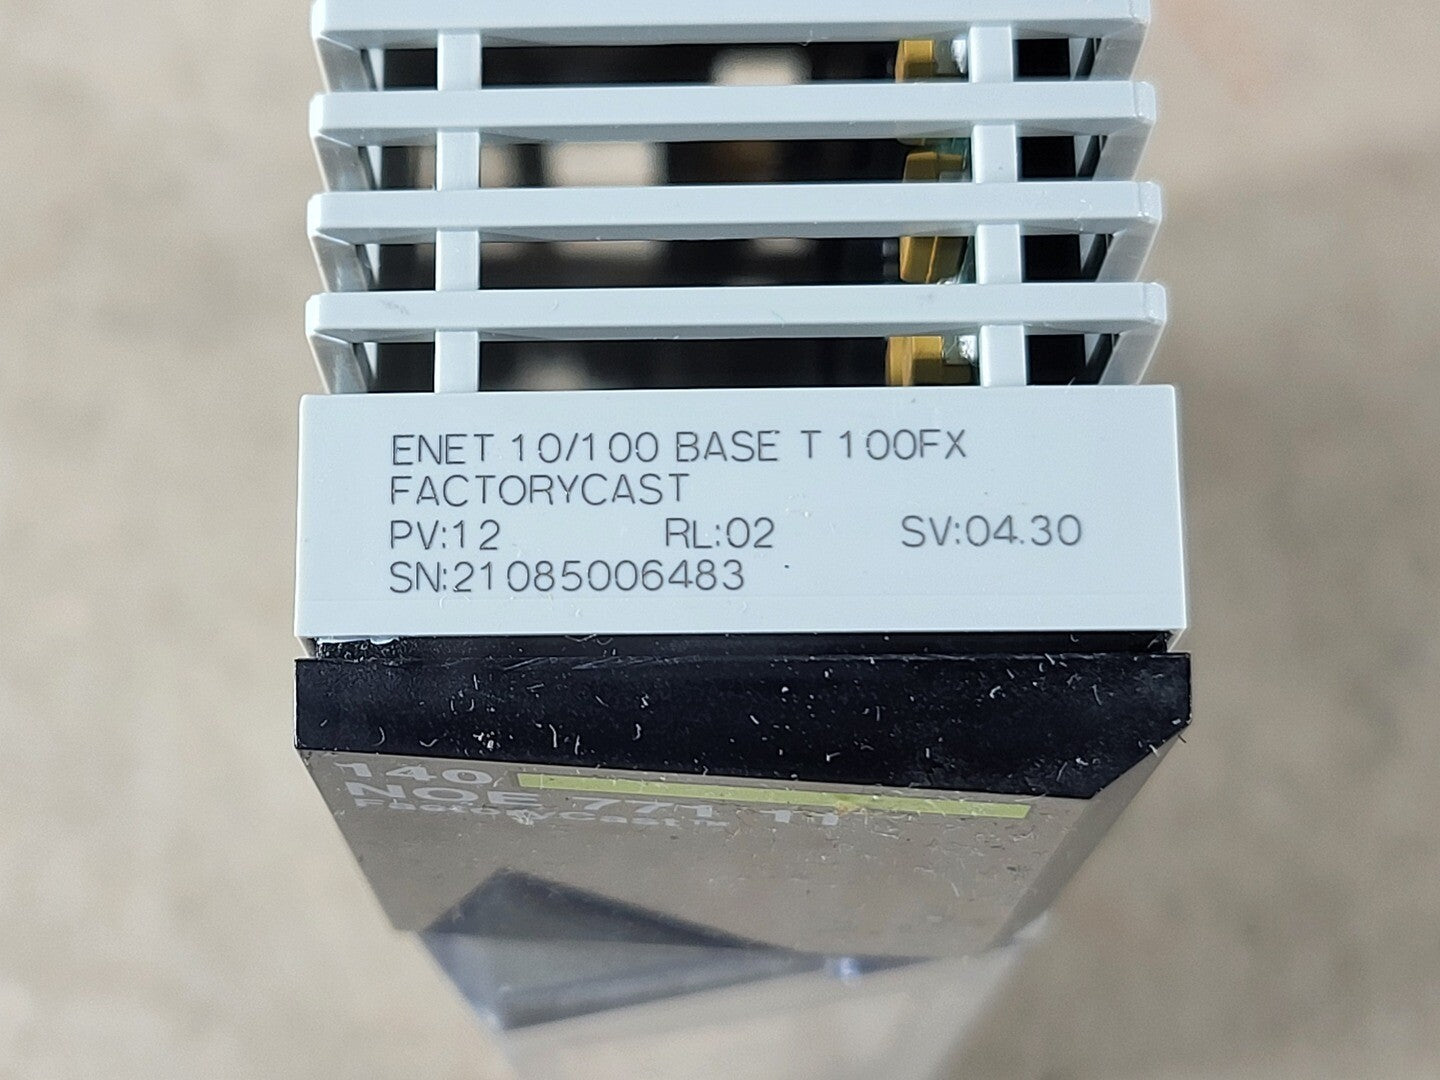 ENET 10/100 BASE T 100FX
FACTORYCAST
PV:12 RL:02 SV:04.30
SN:21085006483
140
NOE 771 11
FactoryCast™